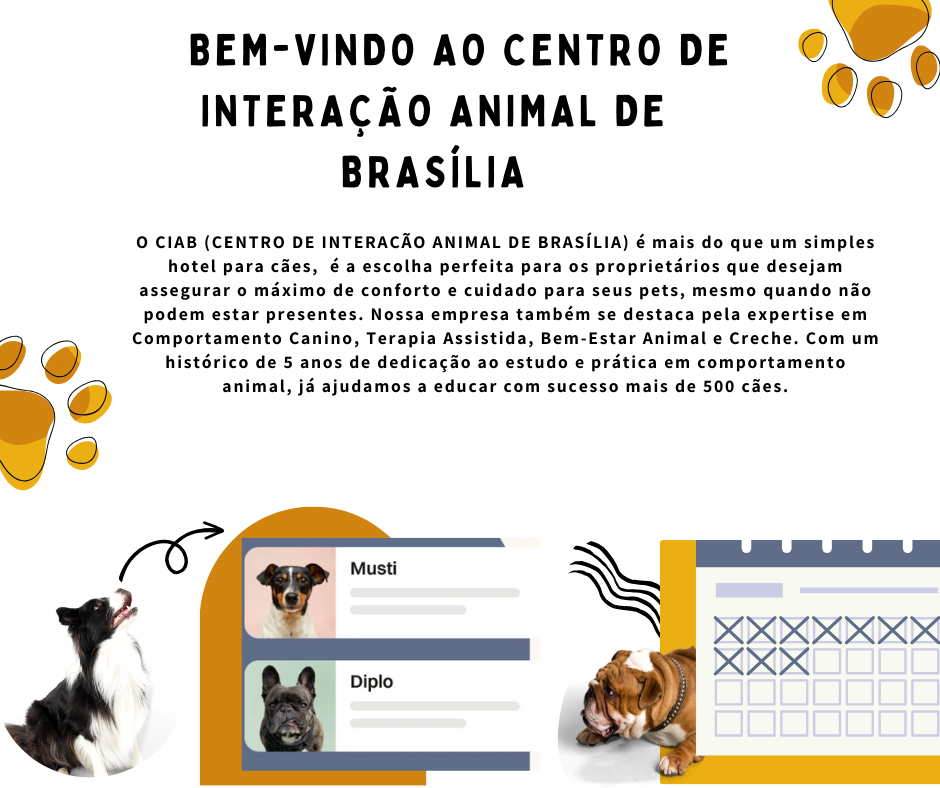 BEM-VINDO AO CENTRO DE
INTERAÇÃO ANIMAL DE
BRASÍLIA
O CIAB (CENTRO DE INTERACÃO ANIMAL DE BRASÍLIA) é mais do que um simples
hotel para cães, é a escolha perfeita para os proprietários que desejam
assegurar o máximo de conforto e cuidado para seus pets, mesmo quando não
podem estar presentes. Nossa empresa também se destaca pela expertise em
Comportamento Canino, Terapia Assistida, Bem-Estar Animal e Creche. Com um
histórico de 5 anos de dedicação ao estudo e prática em comportamento
animal, já ajudamos a educar com sucesso mais de 500 cães.
Musti
Diplo